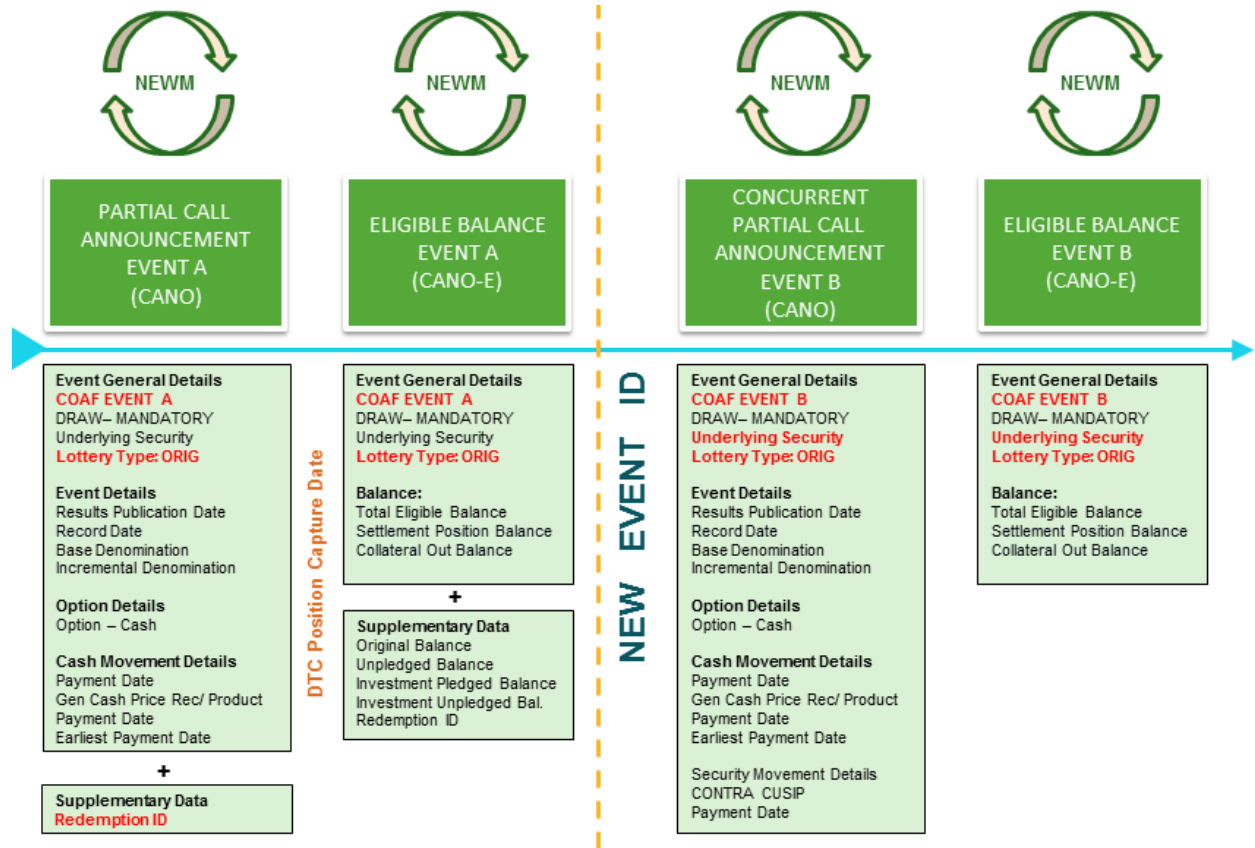 NEWM
NEWM
NEWM
NEWM
PARTIAL CALL
ANNOUNCEMENT
EVENT A
(CANO)
ELIGIBLE BALANCE
EVENT A
(CANO-E)
CONCURRENT
PARTIAL CALL
ANNOUNCEMENT
EVENT B
(CANO)
ELIGIBLE BALANCE
EVENT B
(CANO-E)
Event General Details
COAF EVENT A
DRAW– MANDATORY
Underlying Security
Lottery Type: ORIG
Event Details
Results Publication Date
Record Date
Base Denomination
Incremental Denomination
Option Details
Option – Cash
Cash Movement Details
Payment Date
Gen Cash Price Rec/ Product
Payment Date
Earliest Payment Date
+
Supplementary Data
Redemption ID
DTC Position Capture Date
Event General Details
COAF EVENT A
DRAW– MANDATORY
Underlying Security
Lottery Type: ORIG
Balance:
Total Eligible Balance
Settlement Position Balance
Collateral Out Balance
+
Supplementary Data
Original Balance
Unpledged Balance
Investment Pledged Balance
Investment Unpledged Bal.
Redemption ID
NEW EVENT ID
Event General Details
COAF EVENT B
DRAW– MANDATORY
Underlying Security
Lottery Type: ORIG
Event Details
Results Publication Date
Record Date
Base Denomination
Incremental Denomination
Option Details
Option – Cash
Cash Movement Details
Payment Date
Gen Cash Price Rec/ Product
Payment Date
Earliest Payment Date
Security Movement Details
CONTRA CUSIP
Payment Date
Event General Details
COAF EVENT B
DRAW– MANDATORY
Underlying Security
Lottery Type: ORIG
Balance:
Total Eligible Balance
Settlement Position Balance
Collateral Out Balance